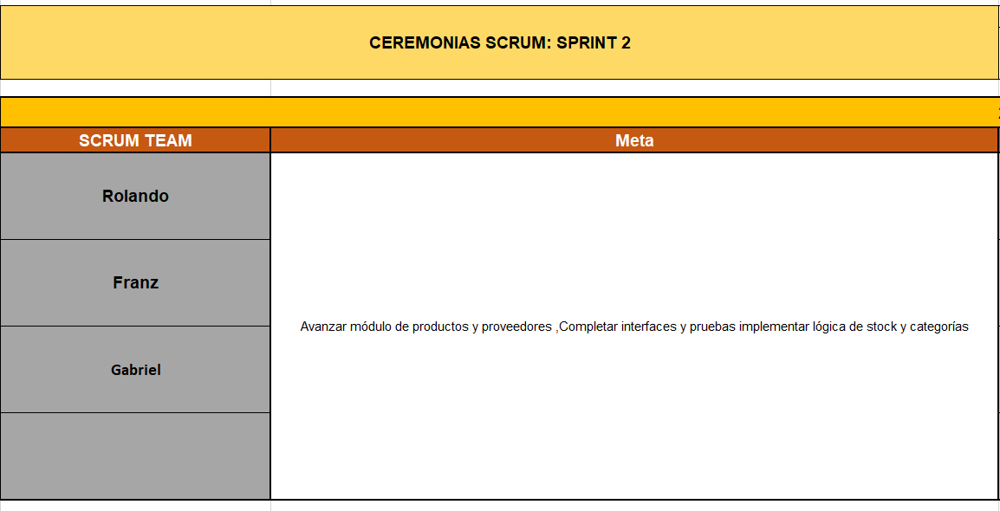 CEREMONIAS SCRUM: SPRINT 2
SCRUM TEAM
Meta
Rolando
Franz
Gabriel
Avanzar módulo de productos y proveedores ,Completar interfaces y pruebas implementar lógica de stock y categorías